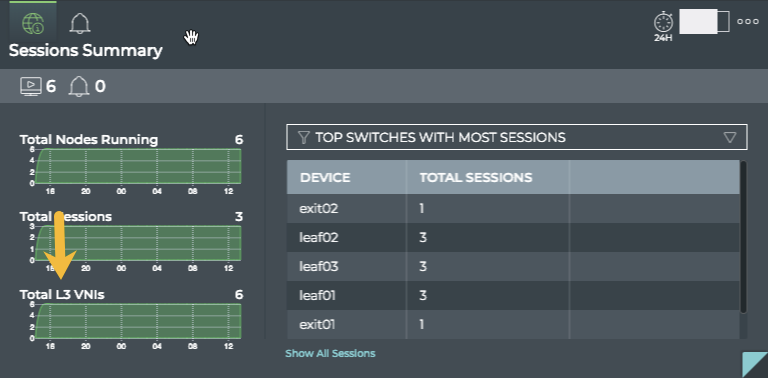 24H
Sessions Summary
6 0
Total Nodes Running 6
6
4
2
0
16 20 00 04 08 12
Total Sessions 3
3
2
1
0
16 20 00 04 08 12
Total L3 VNIs 6
6
4
2
0
16 20 00 04 08 12
TOP SWITCHES WITH MOST SESSIONS
DEVICE TOTAL SESSIONS
exit02 1
leaf02 3
leaf03 3
leaf01 3
exit01 1
Show All Sessions